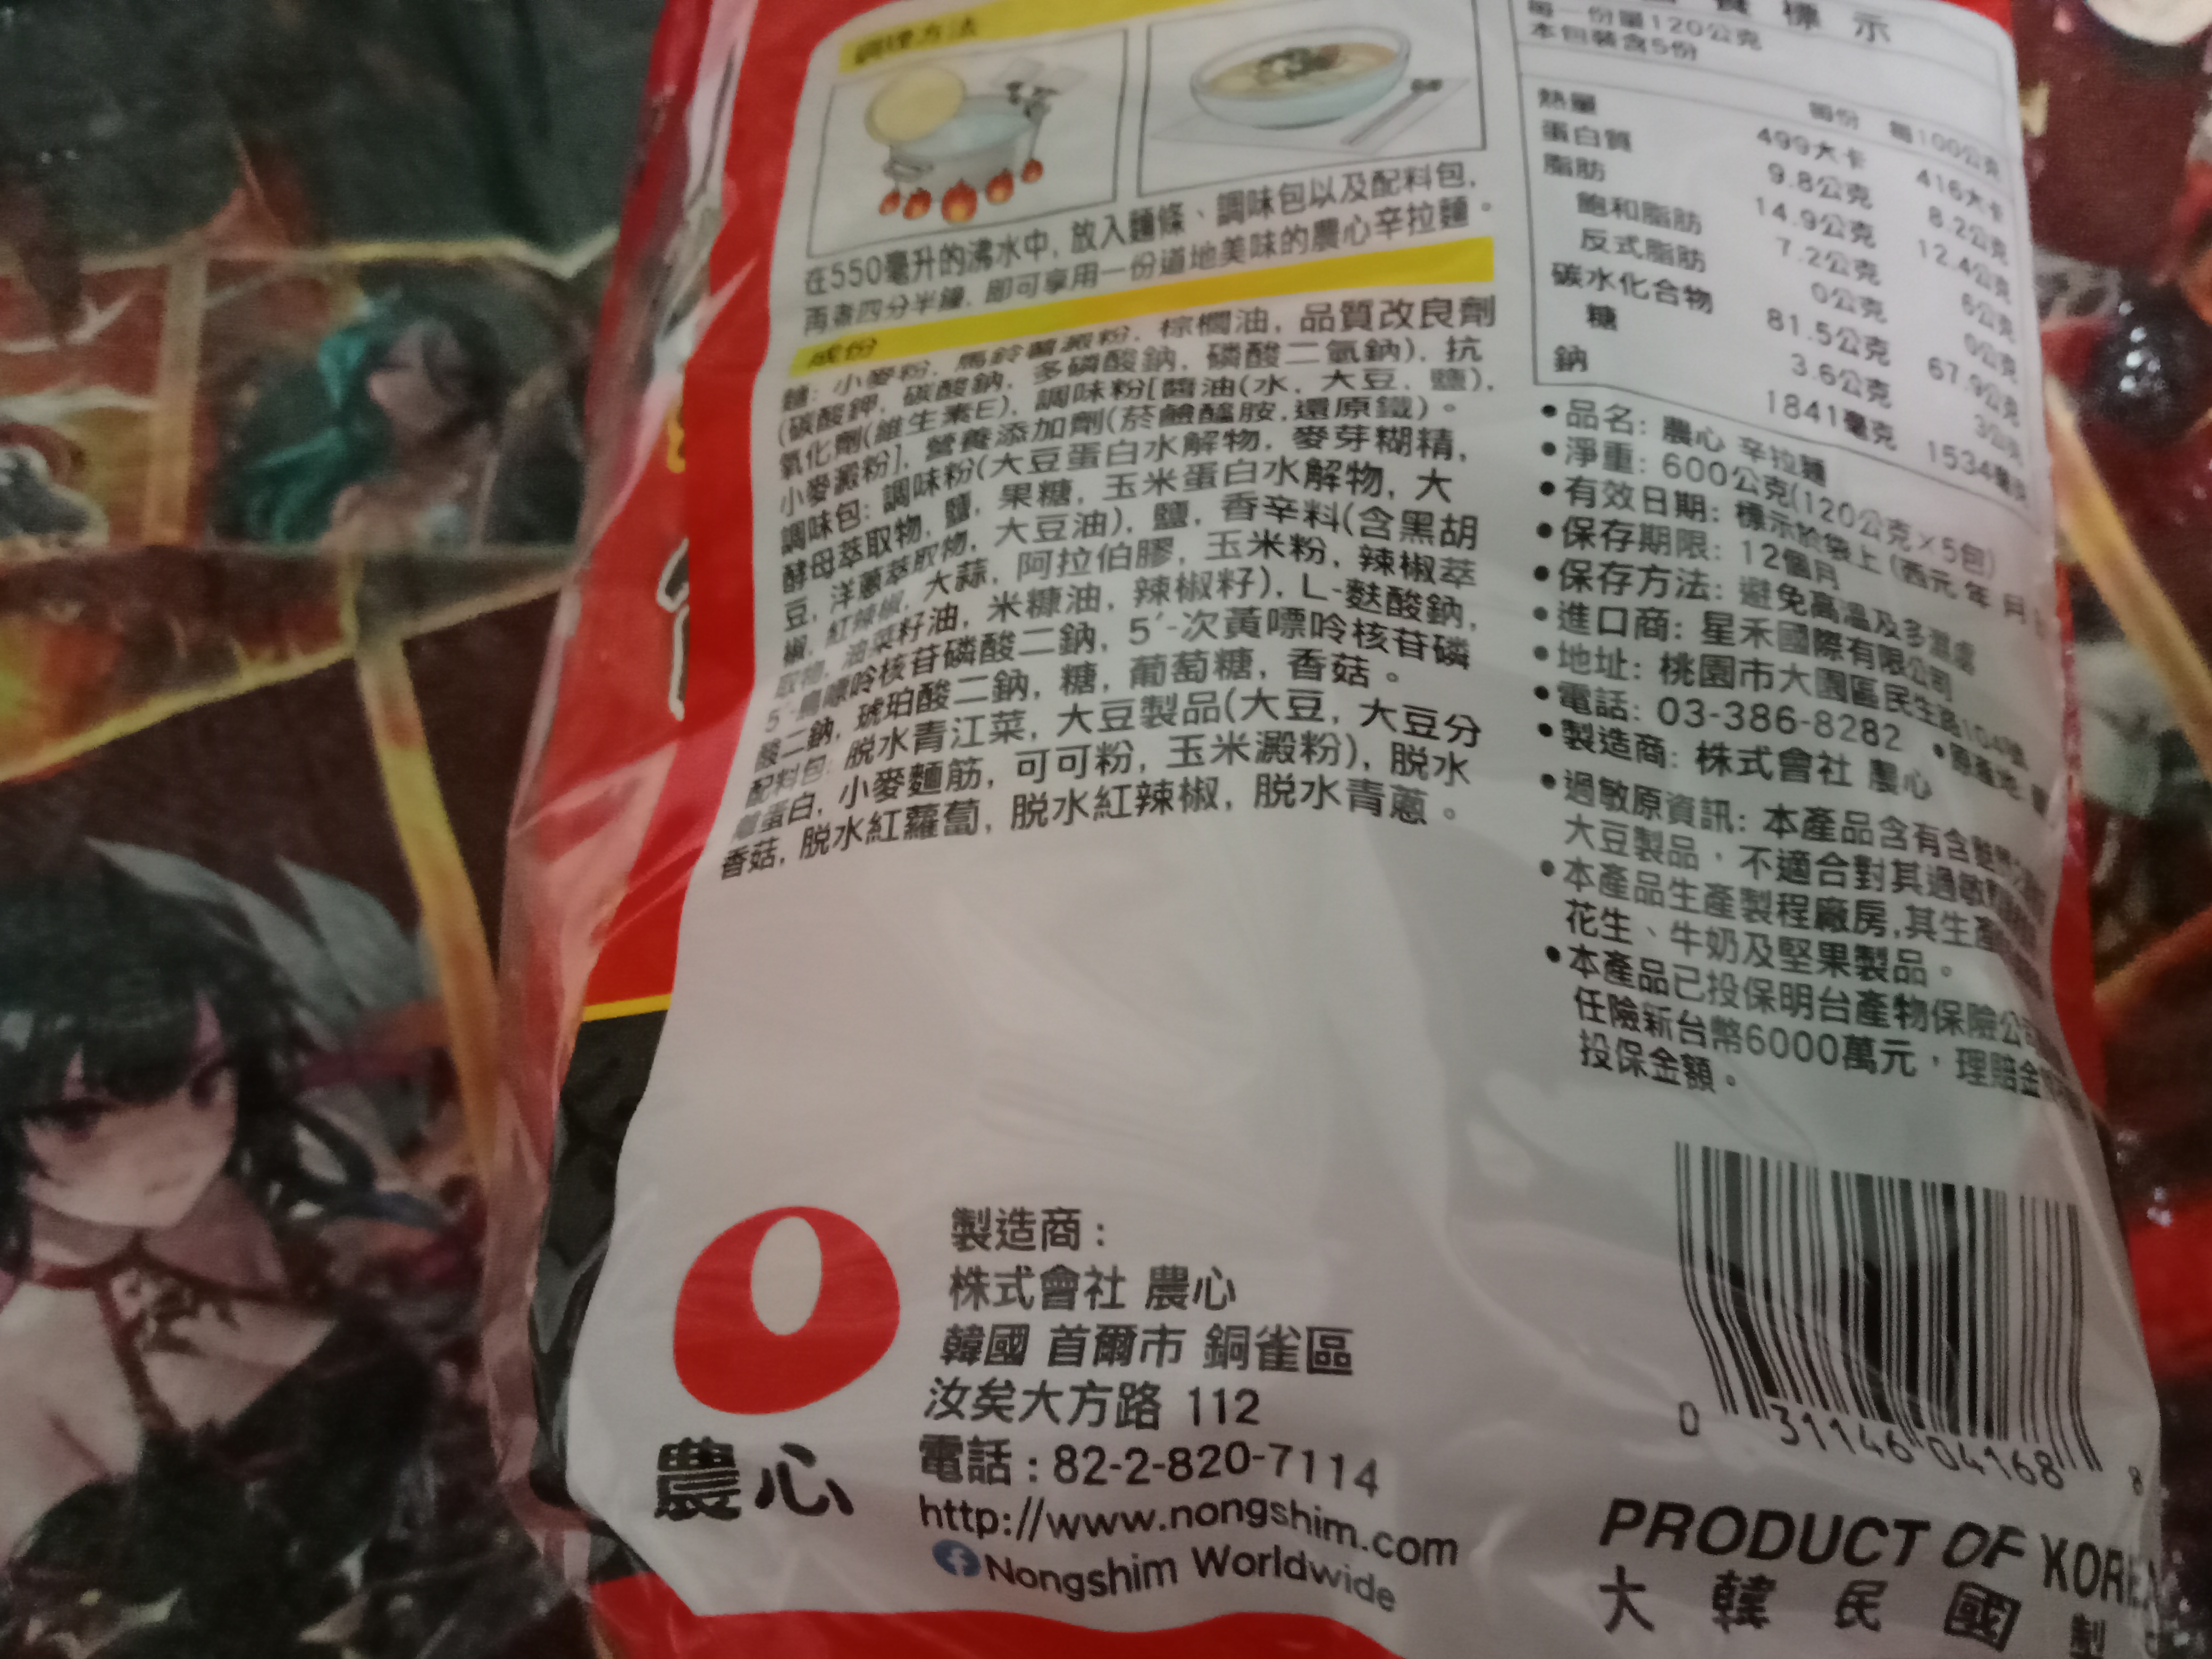 調理方法
在550毫升的沸水中, 放入麵條、調味包以及配料包,
再煮四分半鐘, 即可享用一份道地美味的農心辛拉麵。
成份
麵: 小麥粉, 馬鈴薯澱粉, 棕櫚油, 品質改良劑
(碳酸鉀, 碳酸鈉, 多磷酸鈉, 磷酸二氫鈉), 抗
氧化劑(維生素E), 調味粉[醬油(水, 大豆, 鹽),
小麥澱粉], 營養添加劑(菸鹼醯胺,還原鐵)。
調味包: 調味粉(大豆蛋白水解物, 麥芽糊精,
酵母萃取物, 鹽, 果糖, 玉米蛋白水解物, 大
豆, 洋蔥萃取物, 大豆油), 鹽, 香辛料(含黑胡
椒, 紅辣椒, 大蒜, 阿拉伯膠, 玉米粉, 辣椒萃
取物, 油菜籽油, 米糠油, 辣椒籽), L-麩酸鈉,
5´-鳥嘌呤核苷磷酸二鈉, 5´-次黃嘌呤核苷磷
酸二鈉, 琥珀酸二鈉, 糖, 葡萄糖, 香菇。
配料包: 脫水青江菜, 大豆製品(大豆, 大豆分
離蛋白, 小麥麵筋, 可可粉, 玉米澱粉), 脫水
香菇, 脫水紅蘿蔔, 脫水紅辣椒, 脫水青蔥。
養標示
每一份量120公克
本包裝含5份
每份 每100公克
熱量 499大卡 416大卡
蛋白質 9.8公克 8.2公克
脂肪 14.9公克 12.4公克
飽和脂肪 7.2公克 6公克
反式脂肪 0公克 0公克
碳水化合物 81.5公克 67.9公克
糖 3.6公克 3公克
鈉 1841毫克 1534毫克
•品名: 農心 辛拉麵
•淨重: 600公克(120公克×5包)
•有效日期: 標示於袋上 (西元 年 月
•保存期限: 12個月
•保存方法: 避免高溫及多濕處
•進口商: 星禾國際有限公司
•地址: 桃園市大園區民生路104號
•電話: 03-386-8282 •原產地:
•製造商: 株式會社 農心
•過敏原資訊: 本產品含有含麩質
大豆製品,不適合對其過敏
•本產品生產製程廠房,其生產
花生、牛奶及堅果製品。
•本產品已投保明台產物保險公司
任險新台幣6000萬元,理賠金
投保金額。
農心
製造商:
株式會社 農心
韓國 首爾市 銅雀區
汝矣大方路 112
電話:82-2-820-7114
http://www.nongshim.com
Nongshim Worldwide
0 31146 04168 8
PRODUCT OF KOREA
大韓民國製